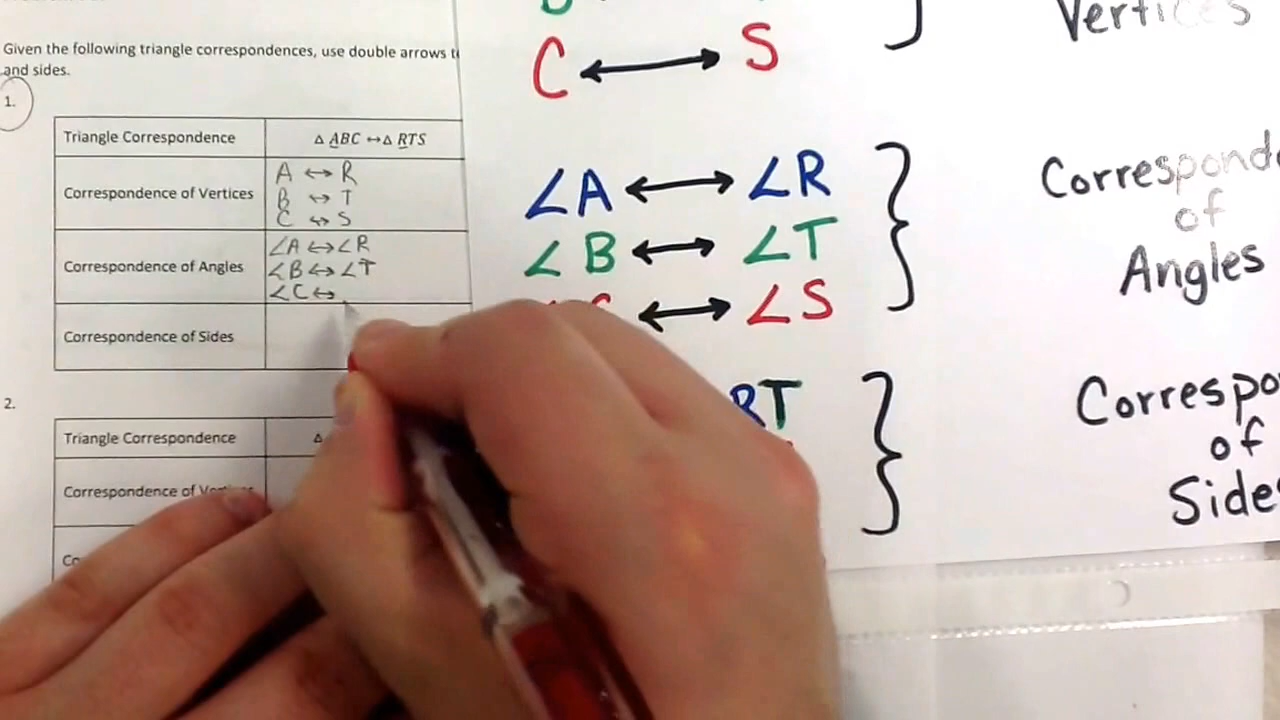 Given the following triangle correspondences, use double arrows
and sides.
1.
Triangle Correspondence △ ABC ↔ △ RTS
Correspondence of Vertices
A ↔ R
B ↔ T
C ↔ S
Correspondence of Angles
∠A ↔ ∠R
∠B ↔ ∠T
∠C ↔
Correspondence of Sides
2.
Triangle Correspondence △
Correspondence of
C ↔ S
Vertices
∠A ↔ ∠R
∠B ↔ ∠T
↔ ∠S
Correspond
of
Angles
RT
Correspo
of
Side